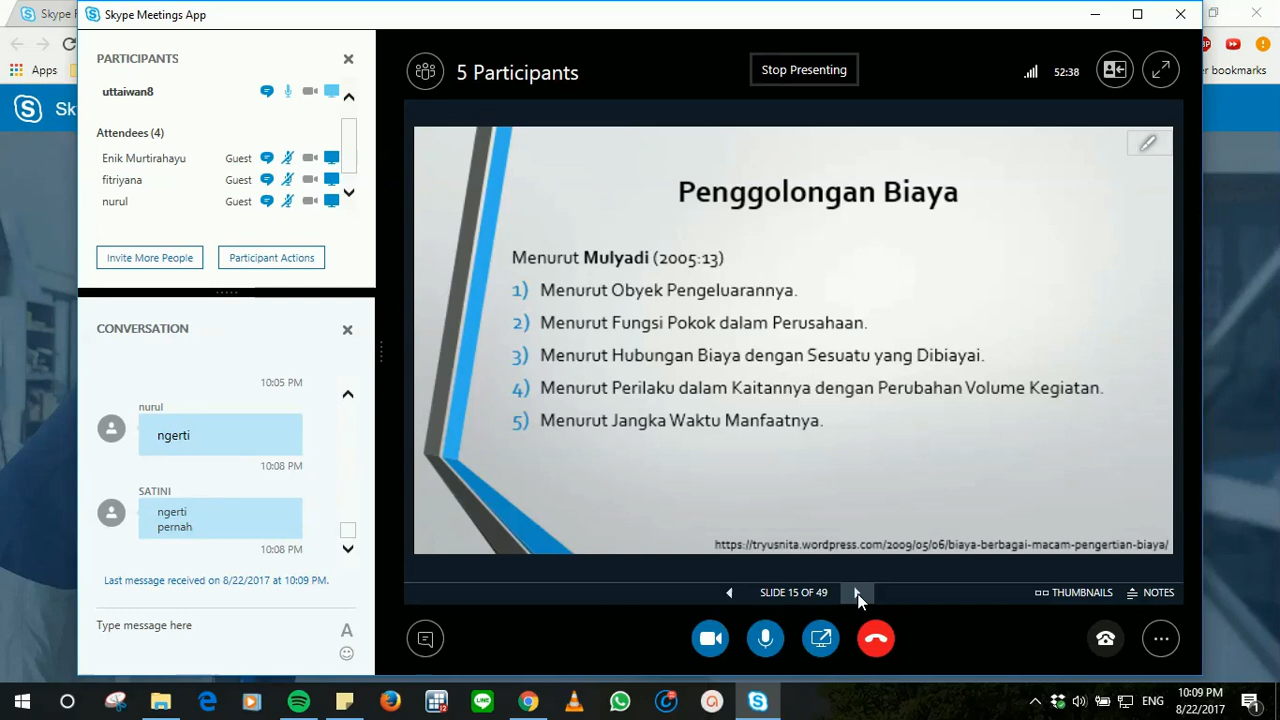 Skype
Skype Meetings App
Apps
er bookmarks
Sk
PARTICIPANTS
uttaiwan8
Attendees (4)
Enik Murtirahayu Guest
fitriyana Guest
nurul Guest
Invite More People Participant Actions
CONVERSATION
10:05 PM
nurul
ngerti
10:08 PM
SATINI
ngerti
pernah
10:08 PM
Last message received on 8/22/2017 at 10:09 PM.
Type message here
A
5 Participants
Stop Presenting
52:38
Penggolongan Biaya
Menurut Mulyadi (2005:13)
1) Menurut Obyek Pengeluarannya.
2) Menurut Fungsi Pokok dalam Perusahaan.
3) Menurut Hubungan Biaya dengan Sesuatu yang Dibiayai.
4) Menurut Perilaku dalam Kaitannya dengan Perubahan Volume Kegiatan.
5) Menurut Jangka Waktu Manfaatnya.
https://tryusnita.wordpress.com/2009/05/06/biaya-berbagai-macam-pengertian-biaya/
SLIDE 15 OF 49
THUMBNAILS
NOTES
ENG
10:09 PM
8/22/2017